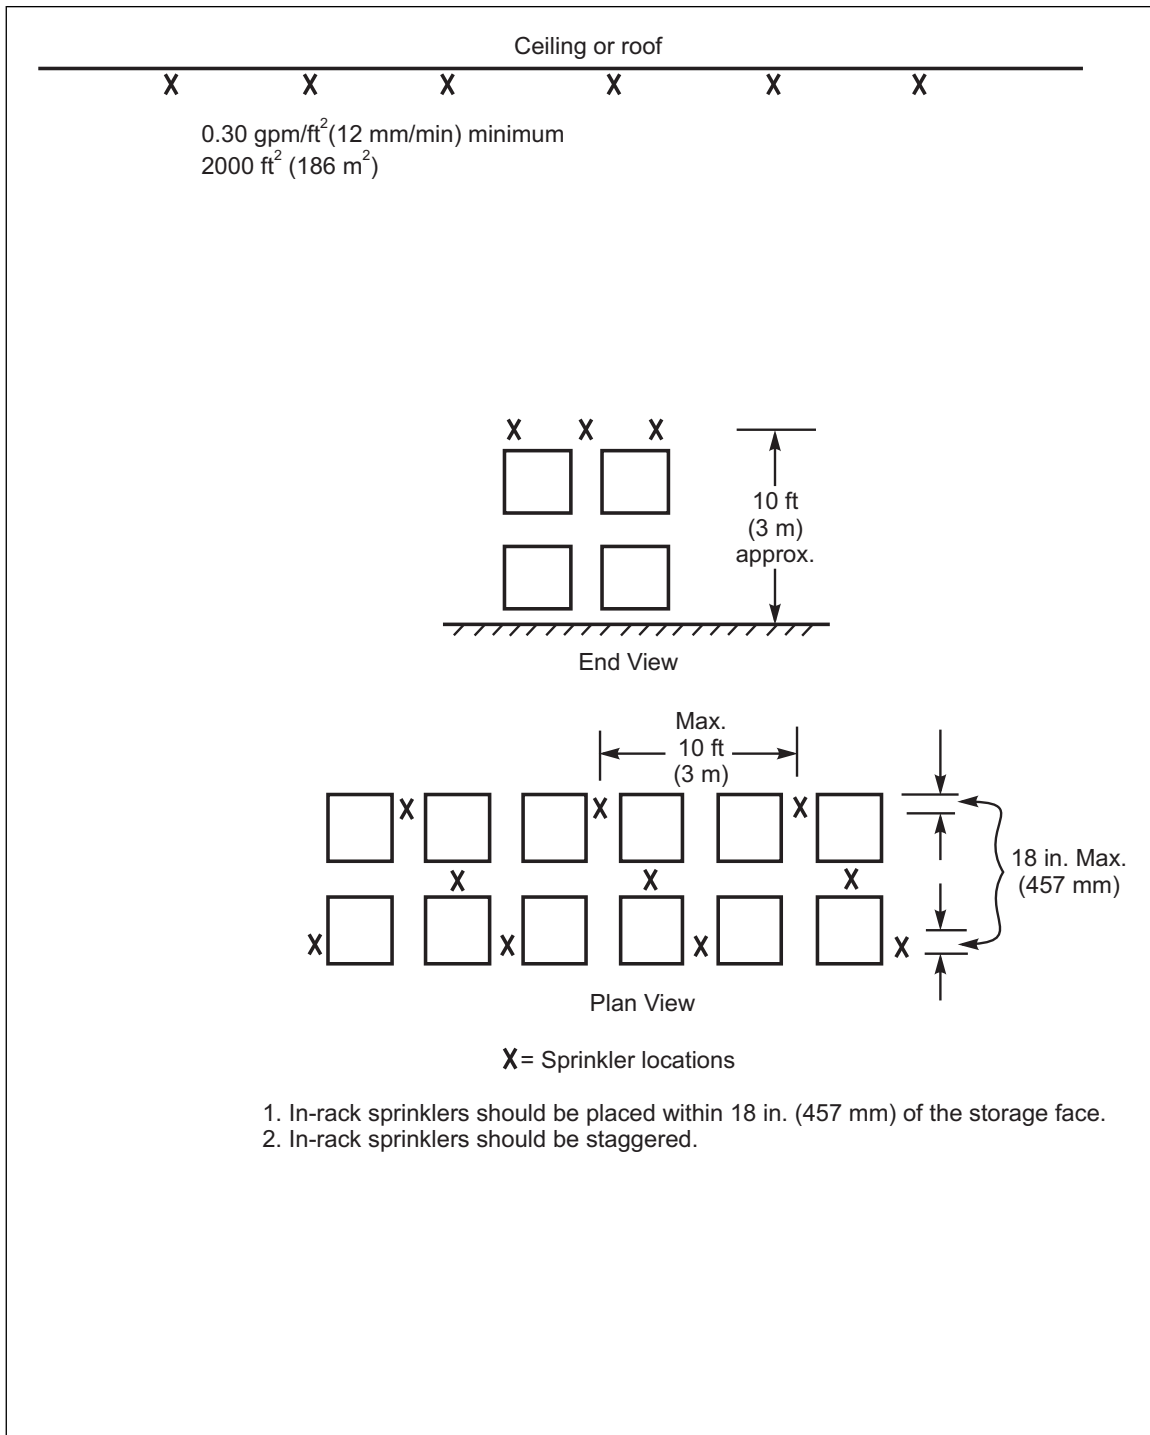 Ceiling or roof
X X X X X X
0.30 gpm/ft²(12 mm/min) minimum
2000 ft² (186 m²)
X X X
10 ft
(3 m)
approx.
End View
Max.
10 ft
(3 m)
X X X
18 in. Max.
(457 mm)
X X X
X X X X
Plan View
X = Sprinkler locations
1. In-rack sprinklers should be placed within 18 in. (457 mm) of the storage face.
2. In-rack sprinklers should be staggered.